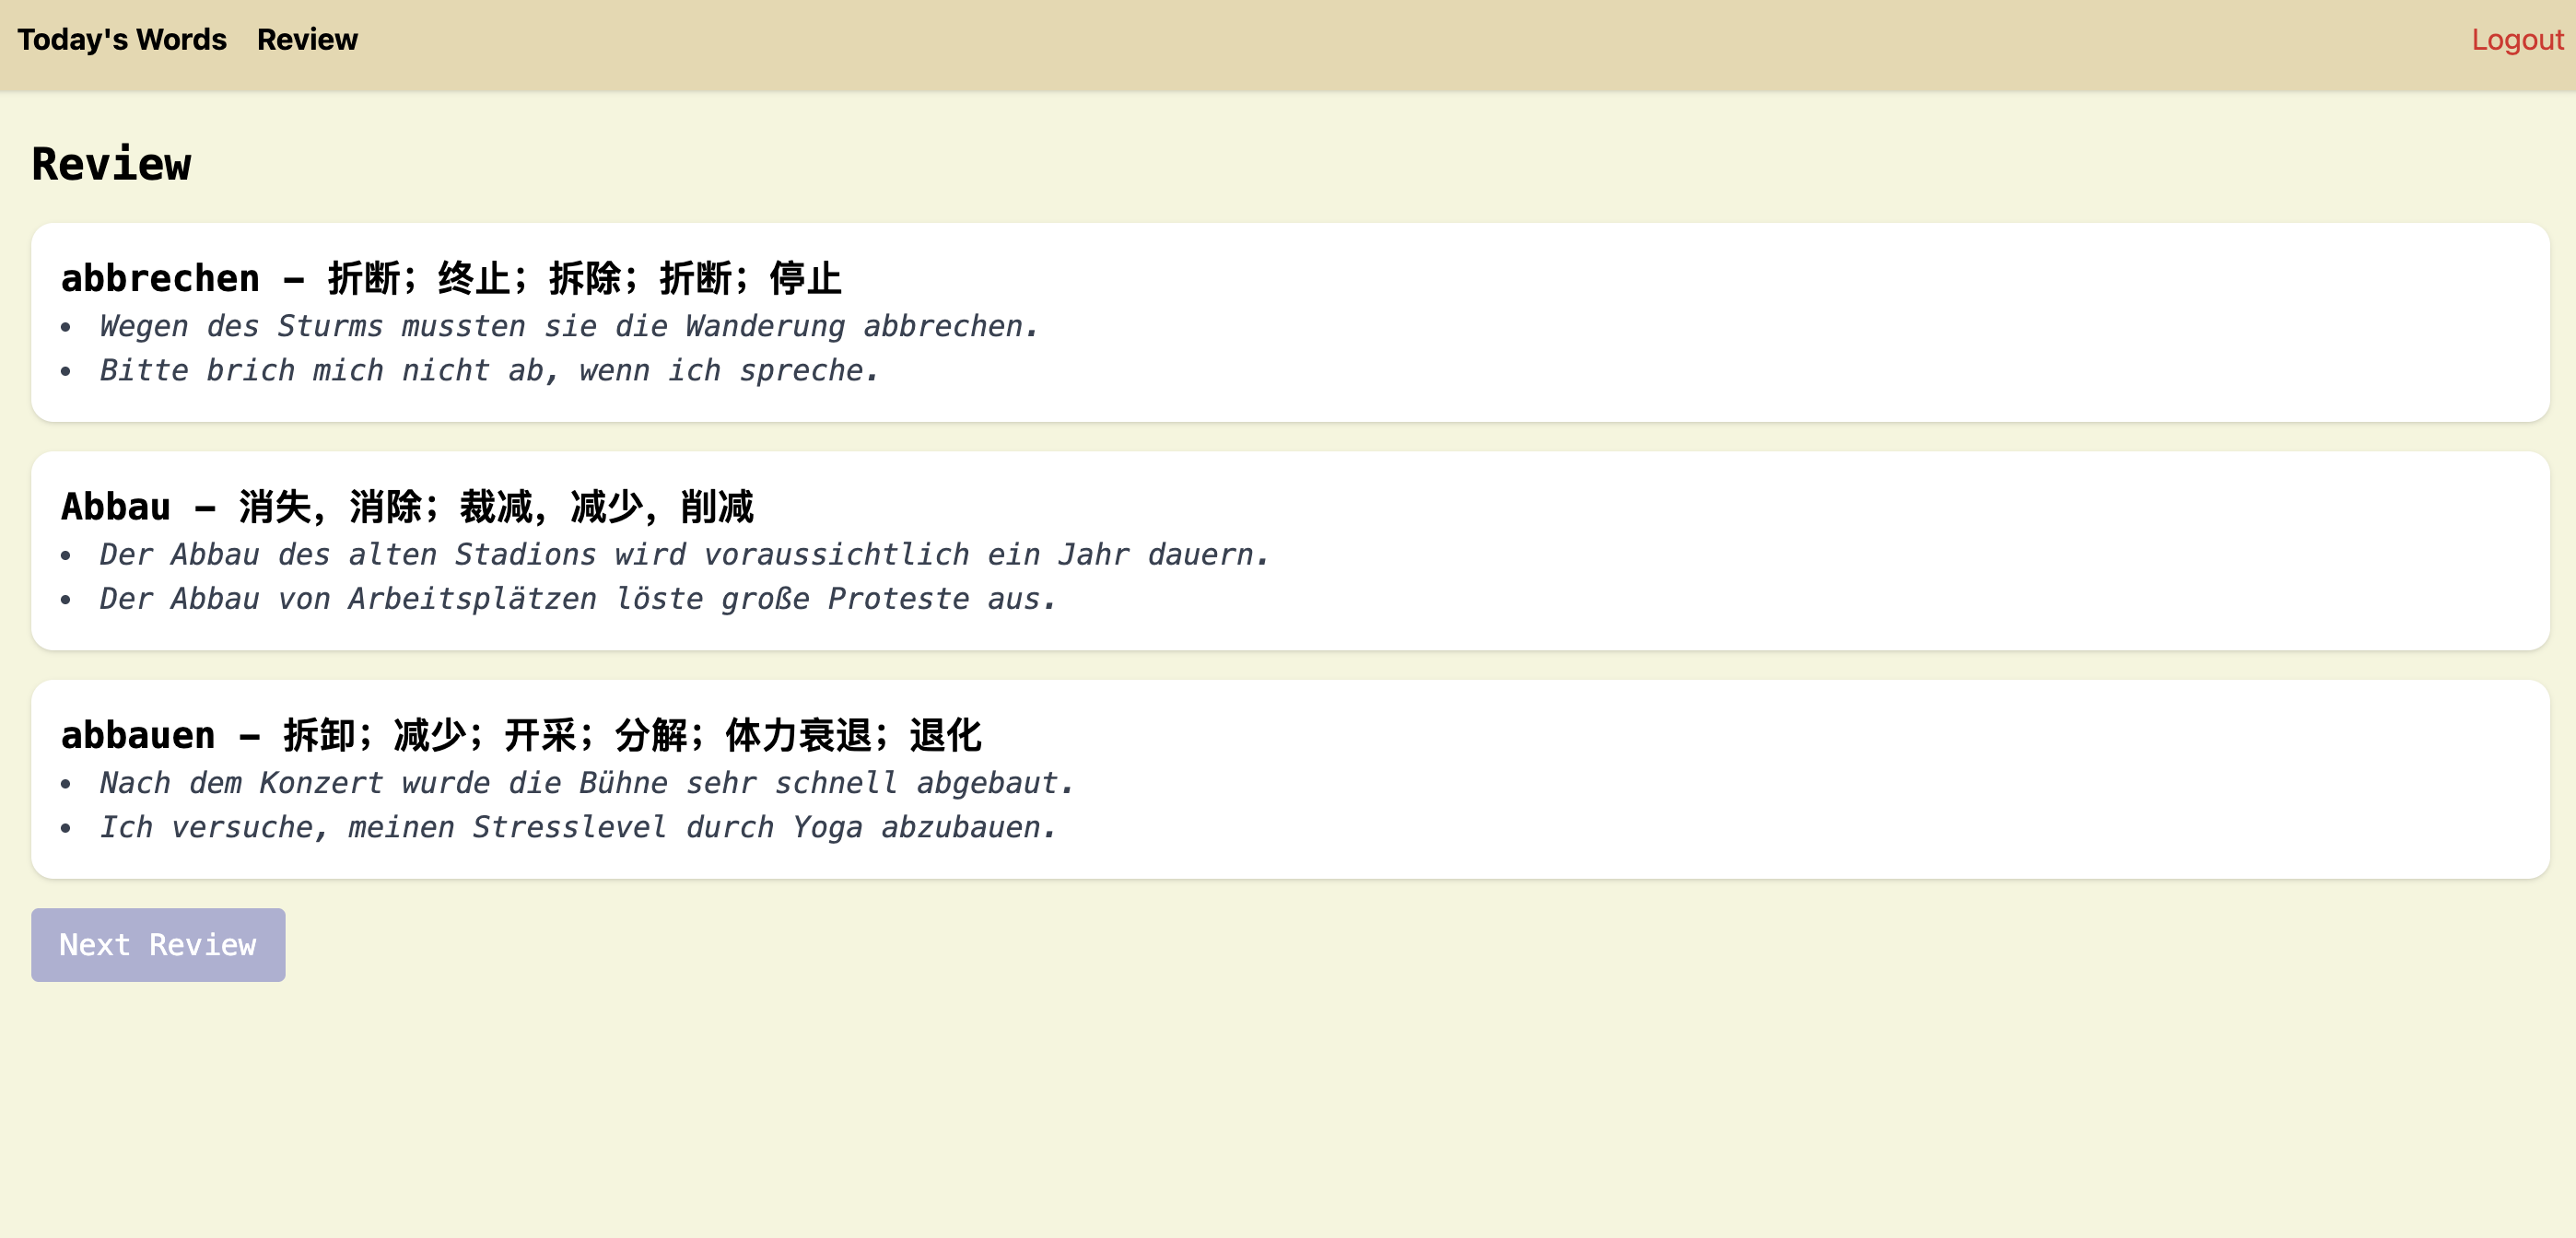 Today's Words Review Logout
Review
abbrechen – 折断；终止；拆除；折断；停止
• Wegen des Sturms mussten sie die Wanderung abbrechen.
• Bitte brich mich nicht ab, wenn ich spreche.
Abbau – 消失，消除；裁减，减少，削减
• Der Abbau des alten Stadions wird voraussichtlich ein Jahr dauern.
• Der Abbau von Arbeitsplätzen löste große Proteste aus.
abbauen – 拆卸；减少；开采；分解；体力衰退；退化
• Nach dem Konzert wurde die Bühne sehr schnell abgebaut.
• Ich versuche, meinen Stresslevel durch Yoga abzubauen.
Next Review